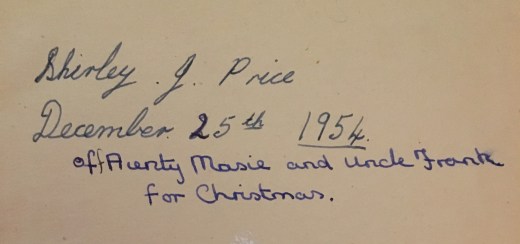 Shirley . J. Price
December. 25th 1954.
off Aunty Masie and Uncle Frank
for Christmas.